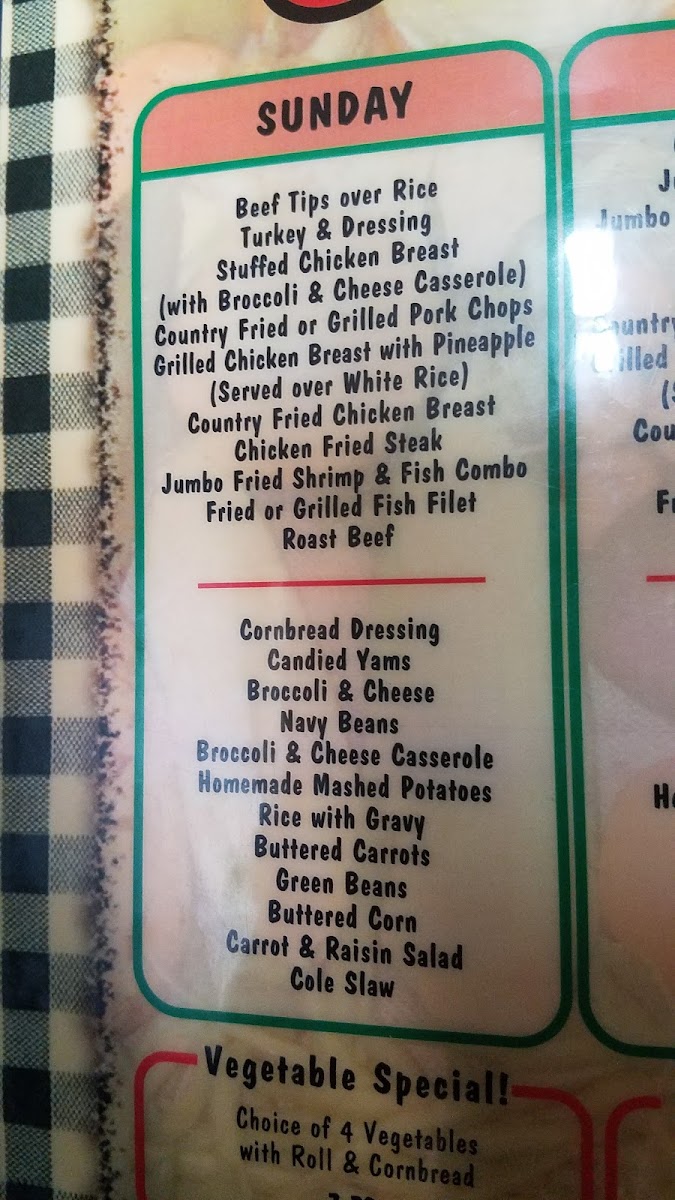 SUNDAY
Beef Tips over Rice
Turkey & Dressing
Stuffed Chicken Breast
(with Broccoli & Cheese Casserole)
Country Fried or Grilled Pork Chops
Grilled Chicken Breast with Pineapple
(Served over White Rice)
Country Fried Chicken Breast
Chicken Fried Steak
Jumbo Fried Shrimp & Fish Combo
Fried or Grilled Fish Filet
Roast Beef
Cornbread Dressing
Candied Yams
Broccoli & Cheese
Navy Beans
Broccoli & Cheese Casserole
Homemade Mashed Potatoes
Rice with Gravy
Buttered Carrots
Green Beans
Buttered Corn
Carrot & Raisin Salad
Cole Slaw
Vegetable Special!
Choice of 4 Vegetables
with Roll & Cornbread
Jumbo